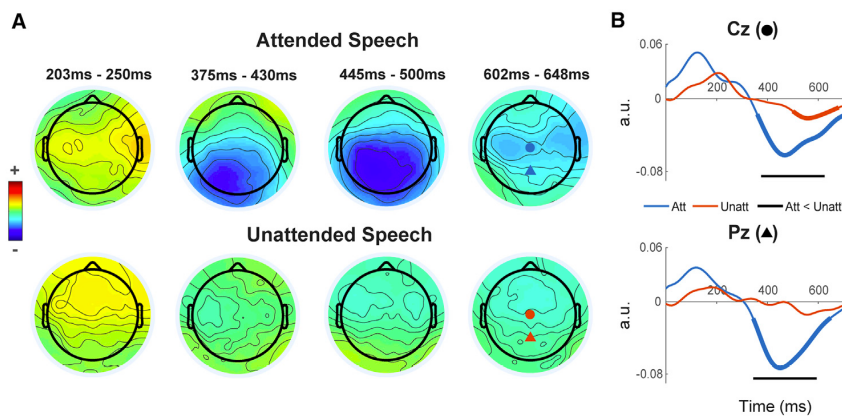 A
Attended Speech
203ms - 250ms 375ms - 430ms 445ms - 500ms 602ms - 648ms
+
-
Unattended Speech
B
Cz (●)
0.06
0
-0.08
200 400 600
a.u.
Att Unatt Att < Unatt
Pz (▲)
0.06
0
-0.08
200 400 600
a.u.
Time (ms)